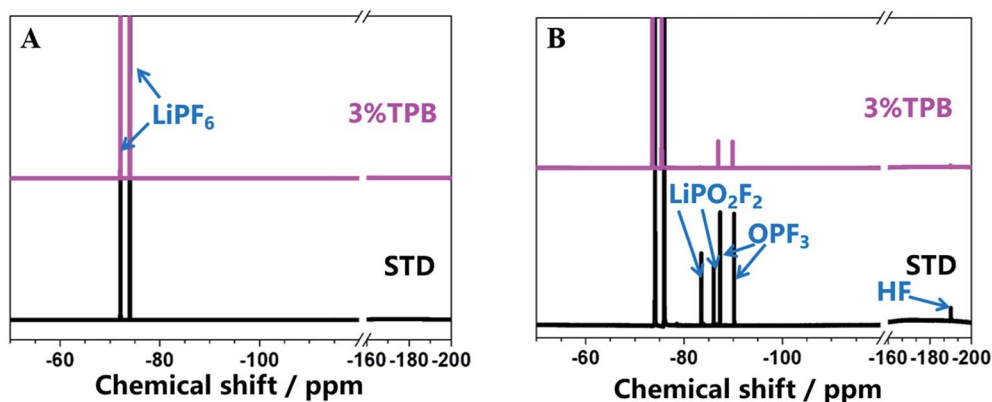 A
LiPF₆
3%TPB
STD
-60 -80 -100 -160 -180 -200
Chemical shift / ppm
B
3%TPB
LiPO₂F₂
OPF₃
STD
HF
-60 -80 -100 -160 -180 -200
Chemical shift / ppm